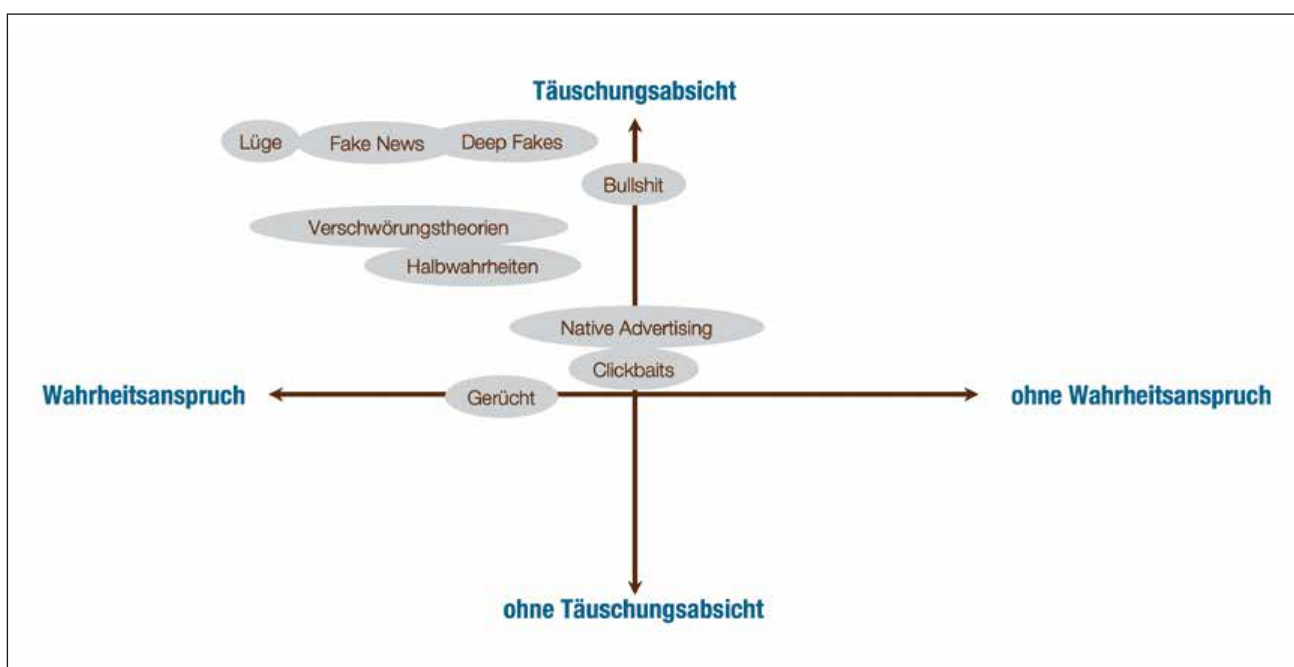 Täuschungsabsicht
Lüge
Fake News
Deep Fakes
Bullshit
Verschwörungstheorien
Halbwahrheiten
Native Advertising
Clickbaits
Wahrheitsanspruch
Gerücht
ohne Wahrheitsanspruch
ohne Täuschungsabsicht